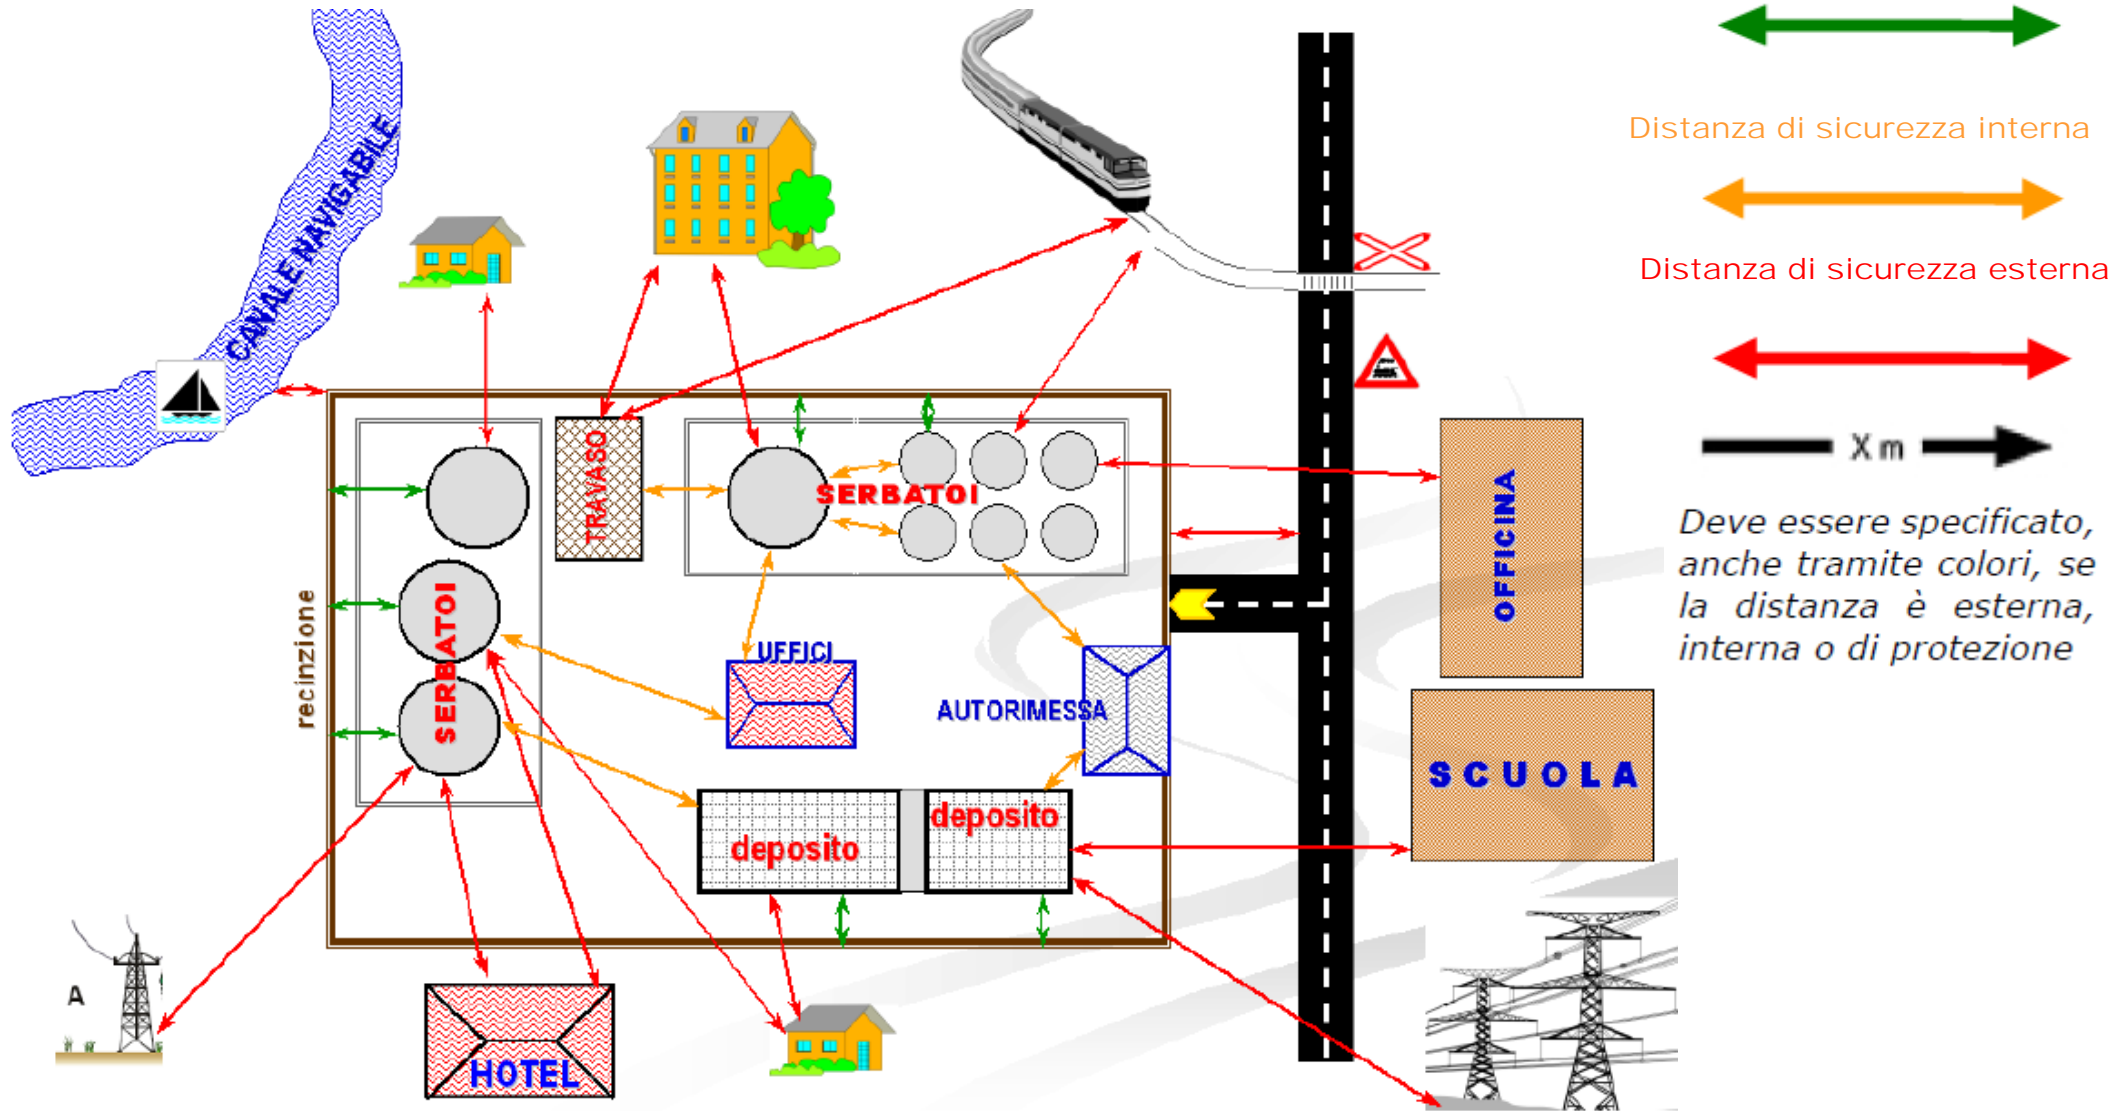 CANALE NAVIGABILE
Distanza di sicurezza interna
Distanza di sicurezza esterna
X m
Deve essere specificato,
anche tramite colori, se
la distanza è esterna,
interna o di protezione
TRAVASO
SERBATOI
OFFICINA
recinzione
SERBATOI
UFFICI
AUTORIMESSA
SCUOLA
deposito
deposito
A
HOTEL